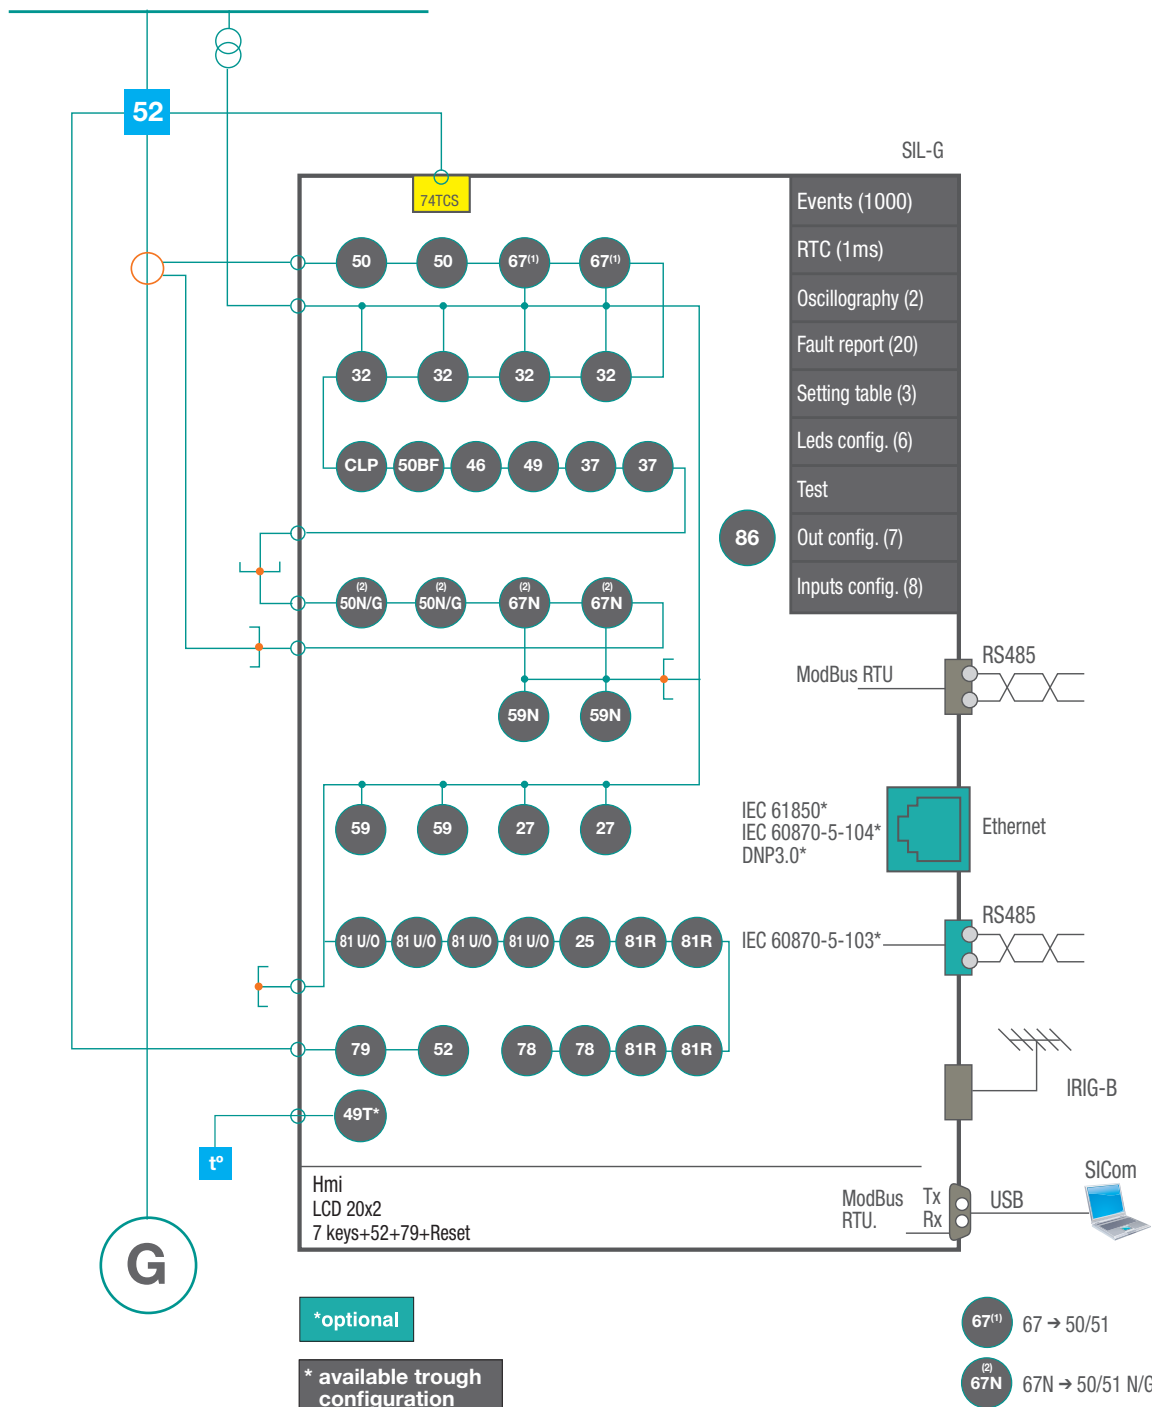 52
SIL-G
74TCS
Events (1000)
RTC (1ms)
Oscillography (2)
Fault report (20)
Setting table (3)
Leds config. (6)
Test
Out config. (7)
Inputs config. (8)
50 50 67(1) 67(1)
32 32 32 32
CLP 50BF 46 49 37 37
86
(2) 50N/G (2) 50N/G (2) 67N (2) 67N
59N 59N
ModBus RTU
RS485
59 59 27 27
IEC 61850*
IEC 60870-5-104*
DNP3.0*
Ethernet
81 U/O 81 U/O 81 U/O 81 U/O 25 81R 81R
IEC 60870-5-103*
RS485
79 52 78 78 81R 81R
49T*
IRIG-B
tº
Hmi
LCD 20x2
7 keys+52+79+Reset
ModBus
RTU.
Tx
Rx
USB
SICom
G
*optional
* available trough
configuration
67(1) 67 → 50/51
(2) 67N 67N → 50/51 N/G